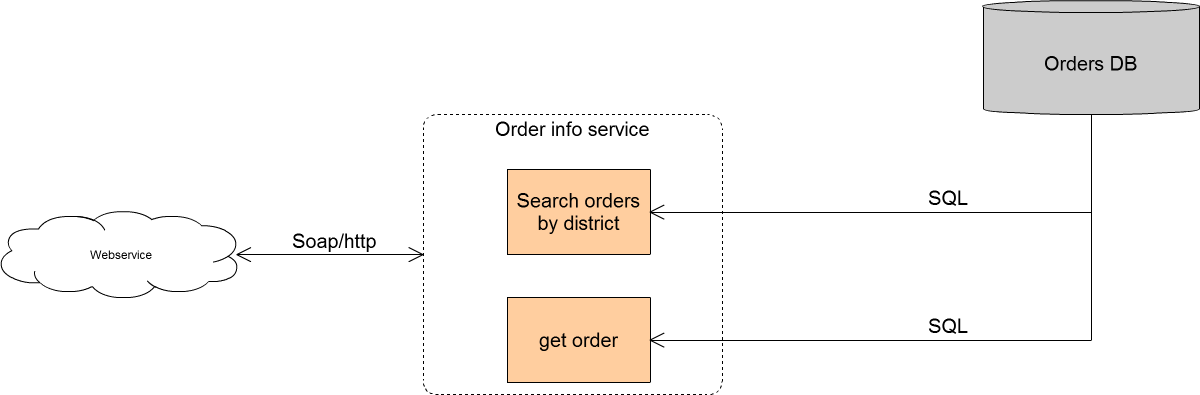 Orders DB
Order info service
Search orders
by district
SQL
Soap/http
Webservice
get order
SQL